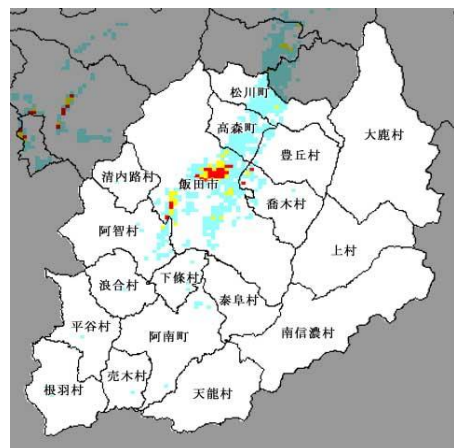 松川町
高森町
大鹿村
豊丘村
清内路村
飯田市
喬木村
阿智村
上村
浪合村
下條村
泰阜村
平谷村
阿南町
南信濃村
売木村
根羽村
天龍村